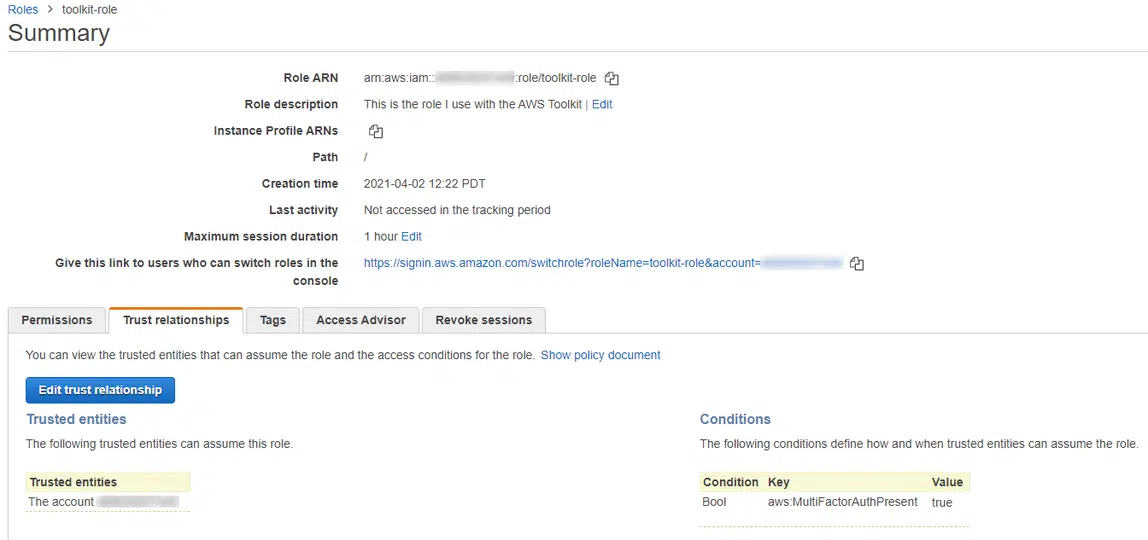 Roles > toolkit-role
Summary
Role ARN arn:aws:iam:: :role/toolkit-role
Role description This is the role I use with the AWS Toolkit | Edit
Instance Profile ARNs
Path /
Creation time 2021-04-02 12:22 PDT
Last activity Not accessed in the tracking period
Maximum session duration 1 hour Edit
Give this link to users who can switch roles in the https://signin.aws.amazon.com/switchrole?roleName=toolkit-role&account=
console
Permissions Trust relationships Tags Access Advisor Revoke sessions
You can view the trusted entities that can assume the role and the access conditions for the role. Show policy document
Edit trust relationship
Trusted entities
The following trusted entities can assume this role.
Trusted entities
The account
Conditions
The following conditions define how and when trusted entities can assume the role.
Condition Key Value
Bool aws:MultiFactorAuthPresent true